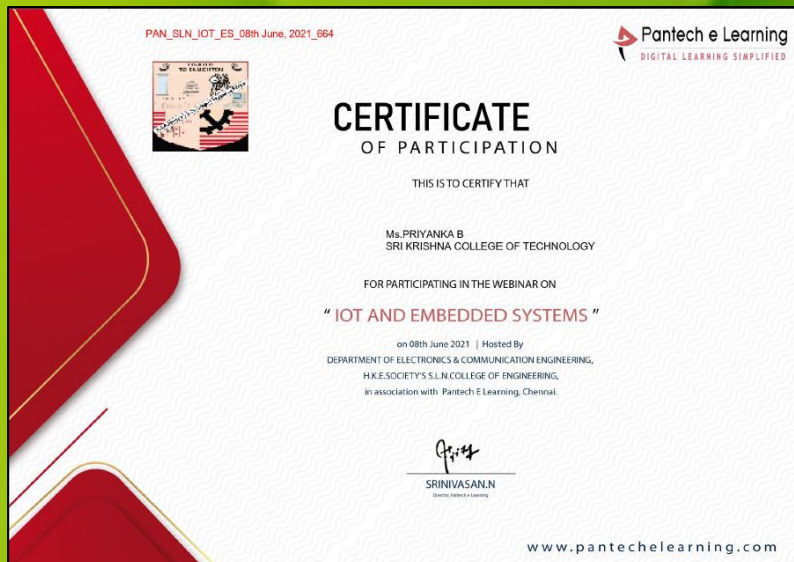 PAN_SLN_IOT_ES_08th June, 2021_664
Pantech e Learning
DIGITAL LEARNING SIMPLIFIED
CERTIFICATE
OF PARTICIPATION
THIS IS TO CERTIFY THAT
Ms.PRIYANKA B
SRI KRISHNA COLLEGE OF TECHNOLOGY
FOR PARTICIPATING IN THE WEBINAR ON
“ IOT AND EMBEDDED SYSTEMS ”
on 08th June 2021 | Hosted By
DEPARTMENT OF ELECTRONICS & COMMUNICATION ENGINEERING,
H.K.E.SOCIETY'S S.L.N.COLLEGE OF ENGINEERING,
in association with Pantech E Learning, Chennai.
SRINIVASAN.N
Director, Pantech e Learning
www.pantechelearning.com